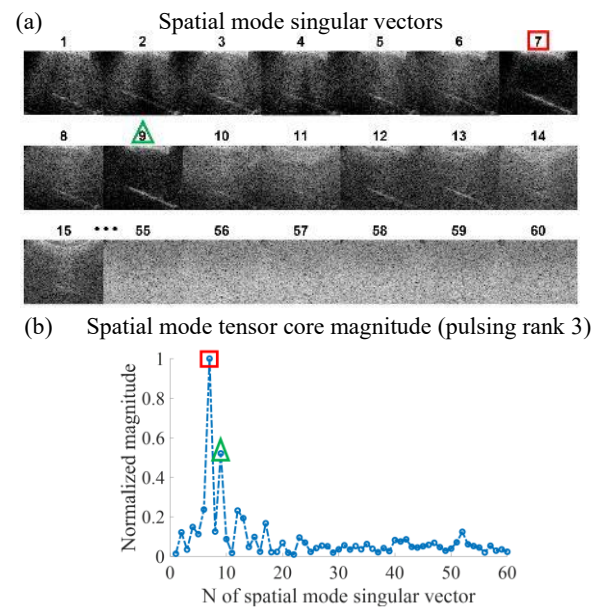 (a) Spatial mode singular vectors
1 2 3 4 5 6 7
8 9 10 11 12 13 14
15 ••• 55 56 57 58 59 60
(b) Spatial mode tensor core magnitude (pulsing rank 3)
1
0.8
0.6
0.4
0.2
0
Normalized magnitude
0 10 20 30 40 50 60
N of spatial mode singular vector